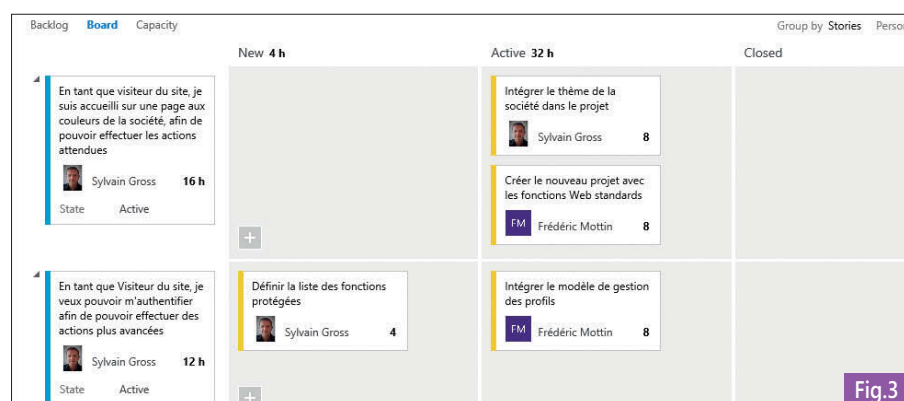 Backlog Board Capacity Group by Stories
New 4 h Active 32 h Closed
En tant que visiteur du site, je
suis accueilli sur une page aux
couleurs de la société, afin de
pouvoir effectuer les actions
attendues
Sylvain Gross 16 h
State Active
Intégrer le thème de la
société dans le projet
Sylvain Gross 8
Créer le nouveau projet avec
les fonctions Web standards
FM Frédéric Mottin 8
En tant que Visiteur du site, je
veux pouvoir m'authentifier
afin de pouvoir effectuer des
actions plus avancées
Sylvain Gross 12 h
State Active
Définir la liste des fonctions
protégées
Sylvain Gross 4
Intégrer le modèle de gestion
des profils
FM Frédéric Mottin 8
Fig.3